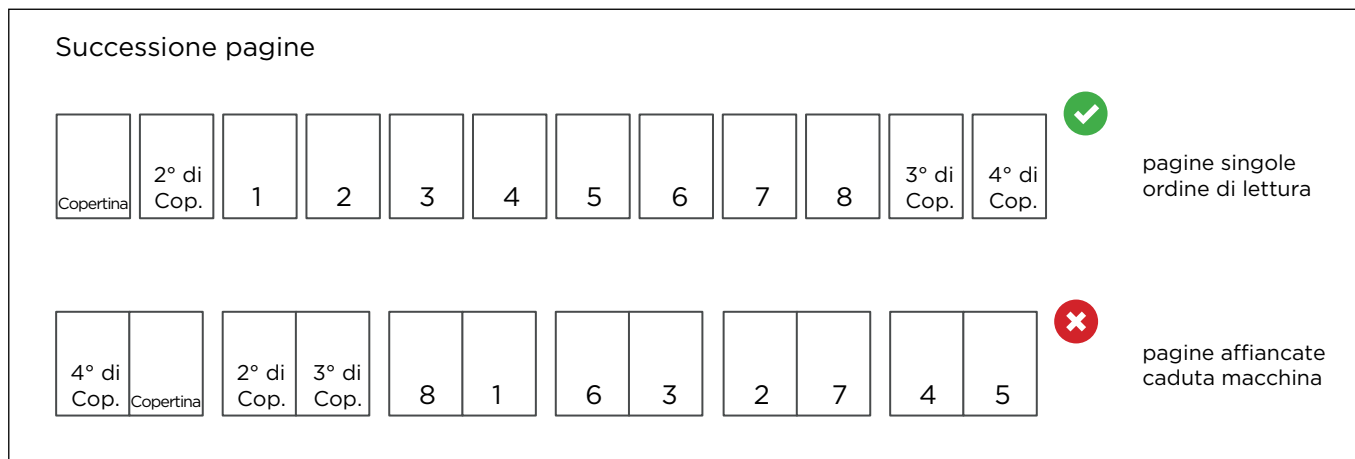 Successione pagine
Copertina
2° di
Cop.
1
2
3
4
5
6
7
8
3° di
Cop.
4° di
Cop.
pagine singole
ordine di lettura
4° di
Cop.
Copertina
2° di
Cop.
3° di
Cop.
8
1
6
3
2
7
4
5
pagine affiancate
caduta macchina